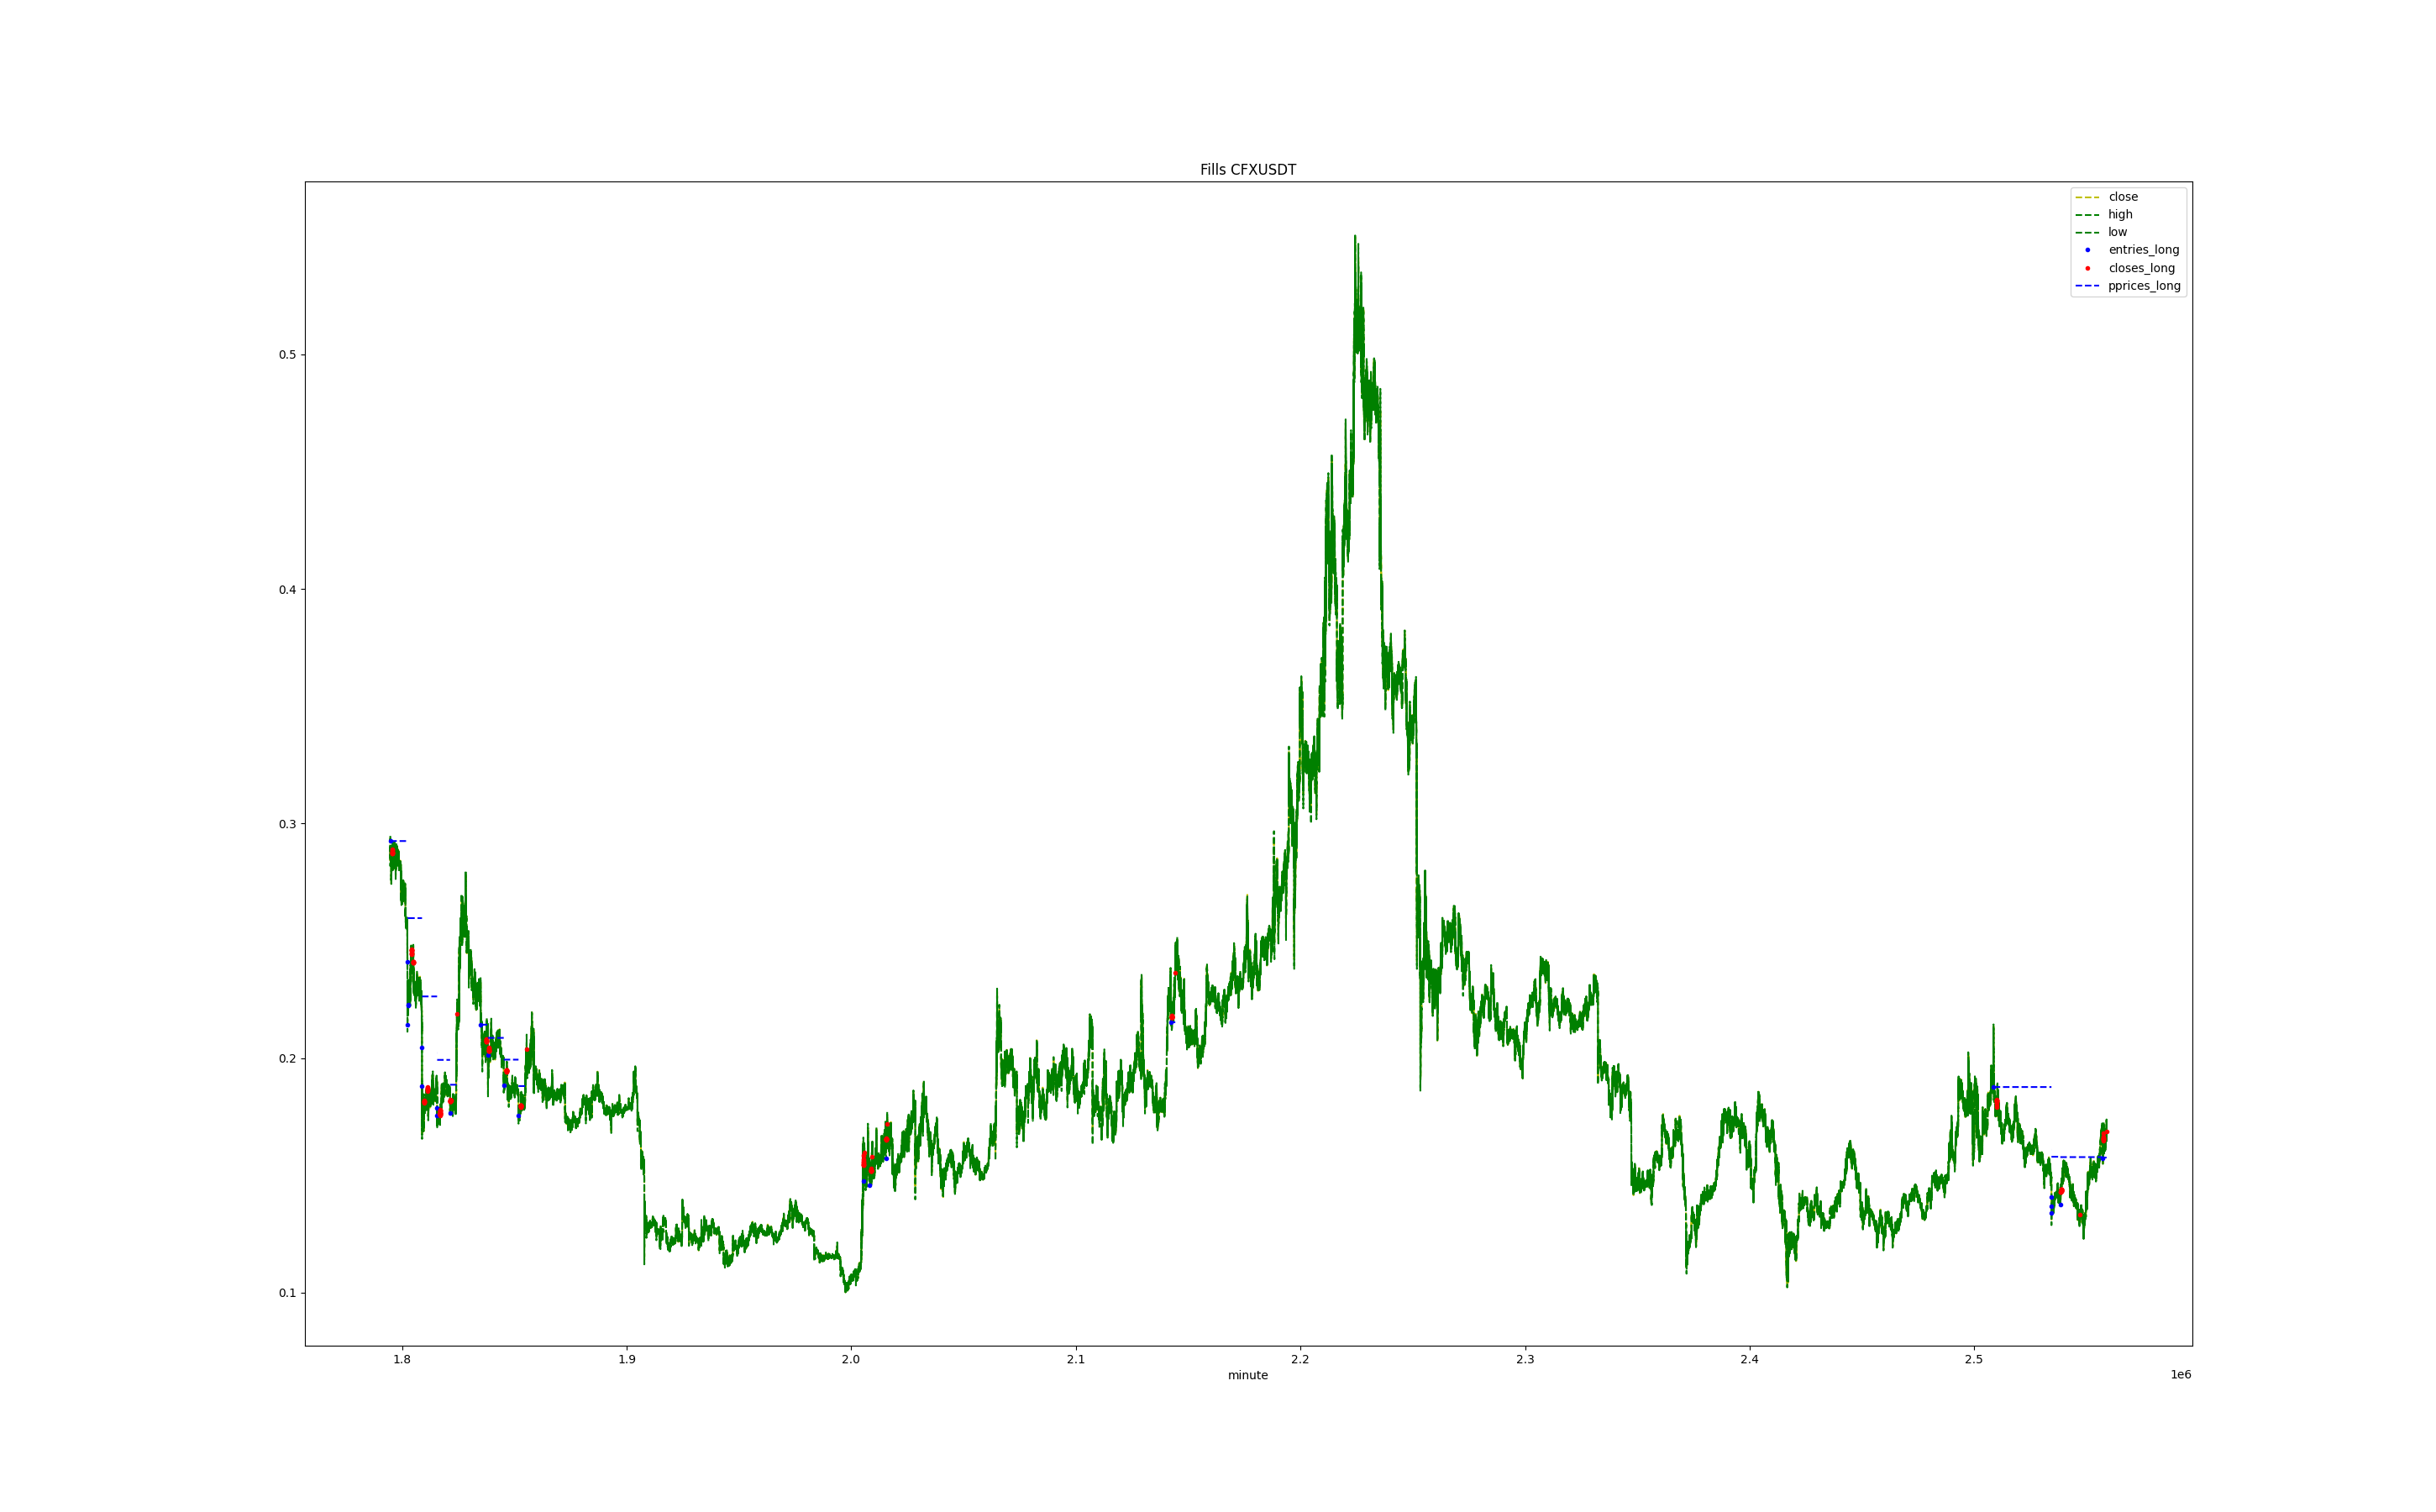 Fills CFXUSDT
close
high
low
entries_long
closes_long
pprices_long
0.5
0.4
0.3
0.2
0.1
1.8 1.9 2.0 2.1 2.2 2.3 2.4 2.5
minute 1e6